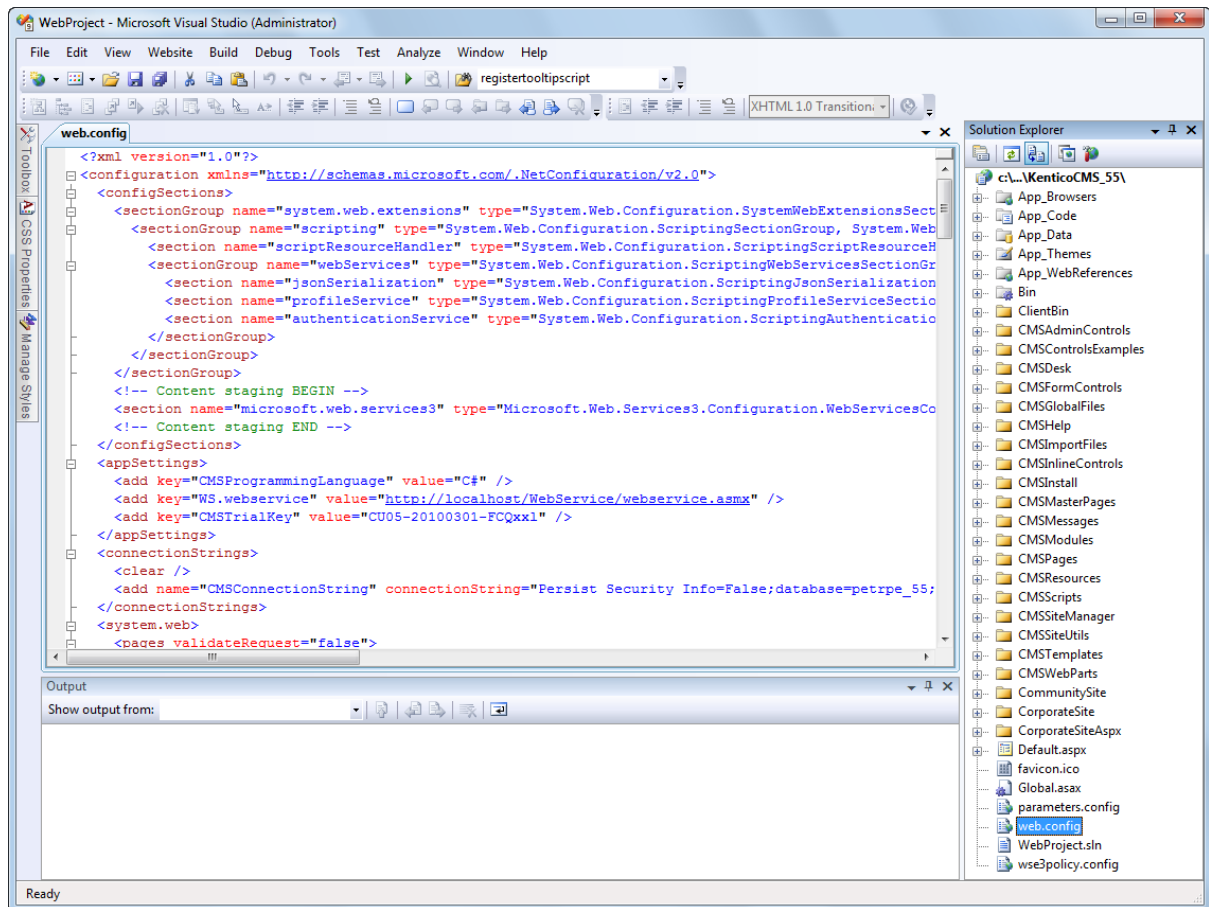 WebProject - Microsoft Visual Studio (Administrator)
File Edit View Website Build Debug Tools Test Analyze Window Help
registertooltipscript
XHTML 1.0 Transition
Toolbox
CSS Properties
Manage Styles
web.config
<?xml version="1.0"?>
<configuration xmlns="http://schemas.microsoft.com/.NetConfiguration/v2.0">
<configSections>
<sectionGroup name="system.web.extensions" type="System.Web.Configuration.SystemWebExtensionsSect
<sectionGroup name="scripting" type="System.Web.Configuration.ScriptingSectionGroup, System.Web
<section name="scriptResourceHandler" type="System.Web.Configuration.ScriptingScriptResourceH
<sectionGroup name="webServices" type="System.Web.Configuration.ScriptingWebServicesSectionGr
<section name="jsonSerialization" type="System.Web.Configuration.ScriptingJsonSerialization
<section name="profileService" type="System.Web.Configuration.ScriptingProfileServiceSectio
<section name="authenticationService" type="System.Web.Configuration.ScriptingAuthenticatio
</sectionGroup>
</sectionGroup>
</sectionGroup>
<!-- Content staging BEGIN -->
<section name="microsoft.web.services3" type="Microsoft.Web.Services3.Configuration.WebServicesCo
<!-- Content staging END -->
</configSections>
<appSettings>
<add key="CMSProgrammingLanguage" value="C#" />
<add key="WS.webservice" value="http://localhost/WebService/webservice.asmx" />
<add key="CMSTrialKey" value="CU05-20100301-FCQxxl" />
</appSettings>
<connectionStrings>
<clear />
<add name="CMSConnectionString" connectionString="Persist Security Info=False;database=petrpe_55;
</connectionStrings>
<system.web>
<pages validateRequest="false">
Output
Show output from:
Solution Explorer
c:\...\KenticoCMS_55\
App_Browsers
App_Code
App_Data
App_Themes
App_WebReferences
Bin
ClientBin
CMSAdminControls
CMSControlsExamples
CMSDesk
CMSFormControls
CMSGlobalFiles
CMSHelp
CMSImportFiles
CMSInlineControls
CMSInstall
CMSMasterPages
CMSMessages
CMSModules
CMSPages
CMSResources
CMSScripts
CMSSiteManager
CMSSiteUtils
CMSTemplates
CMSWebParts
CommunitySite
CorporateSite
CorporateSiteAspx
Default.aspx
favicon.ico
Global.asax
parameters.config
web.config
WebProject.sln
wse3policy.config
Ready